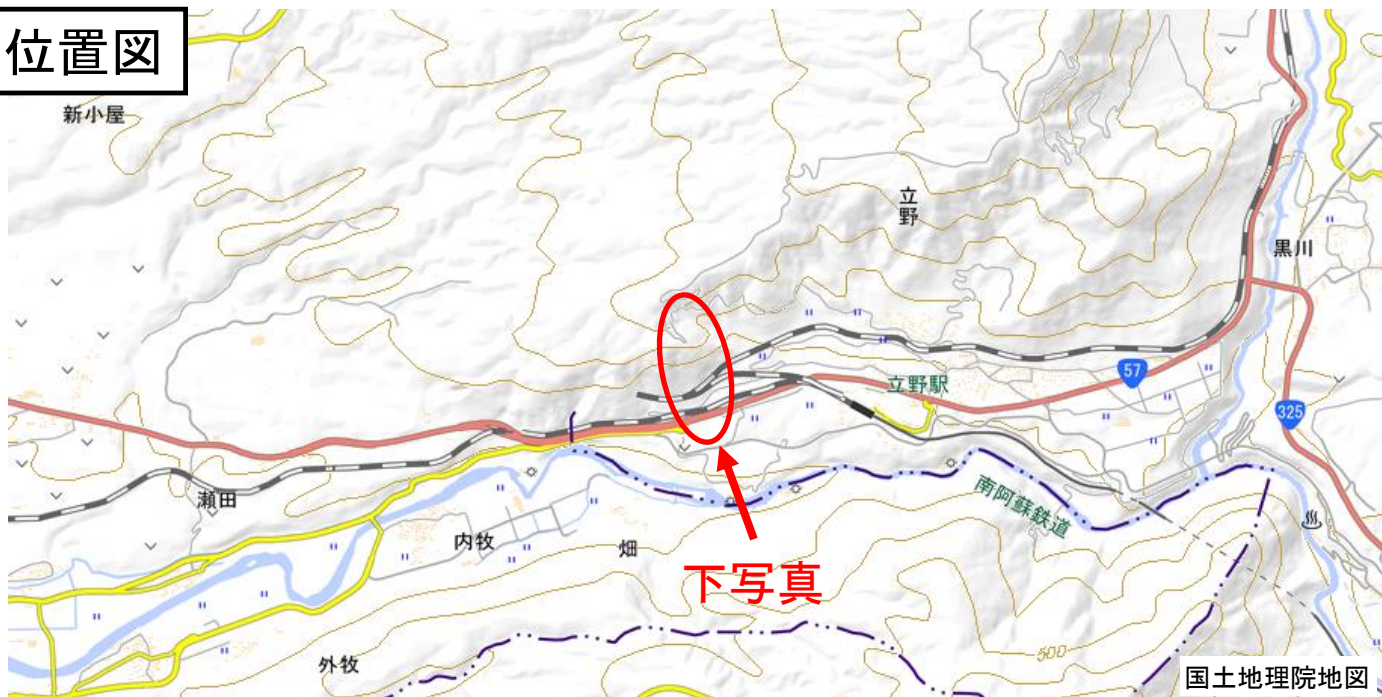 位置図
新小屋
立野
黒川
立野駅
57
325
瀬田
南阿蘇鉄道
内牧
畑
下写真
外牧
500
国土地理院地図